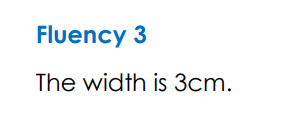 Fluency 3
The width is 3cm.